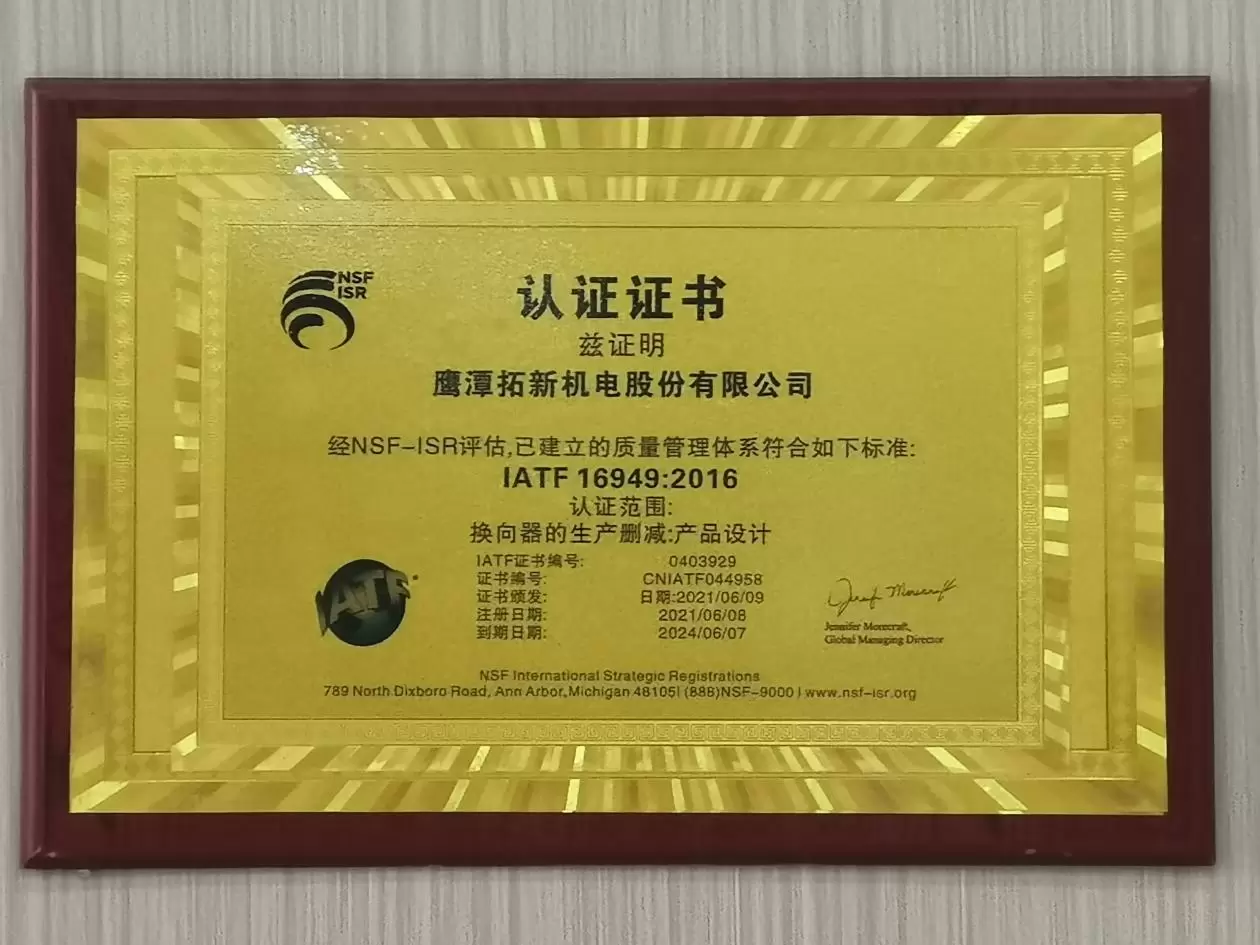 NSF
ISR
认证证书
兹证明
鹰潭拓新机电股份有限公司
经NSF-ISR评估,已建立的质量管理体系符合如下标准:
IATF 16949:2016
认证范围:
换向器的生产删减:产品设计
IATF证书编号: 0403929
证书编号: CNIATF044958
证书颁发: 日期:2021/06/09
注册日期: 2021/06/08
到期日期: 2024/06/07
IATF
Jennifer Morecraft,
Global Managing Director
NSF International Strategic Registrations
789 North Dixboro Road, Ann Arbor, Michigan 48105| (888)NSF-9000 | www.nsf-isr.org